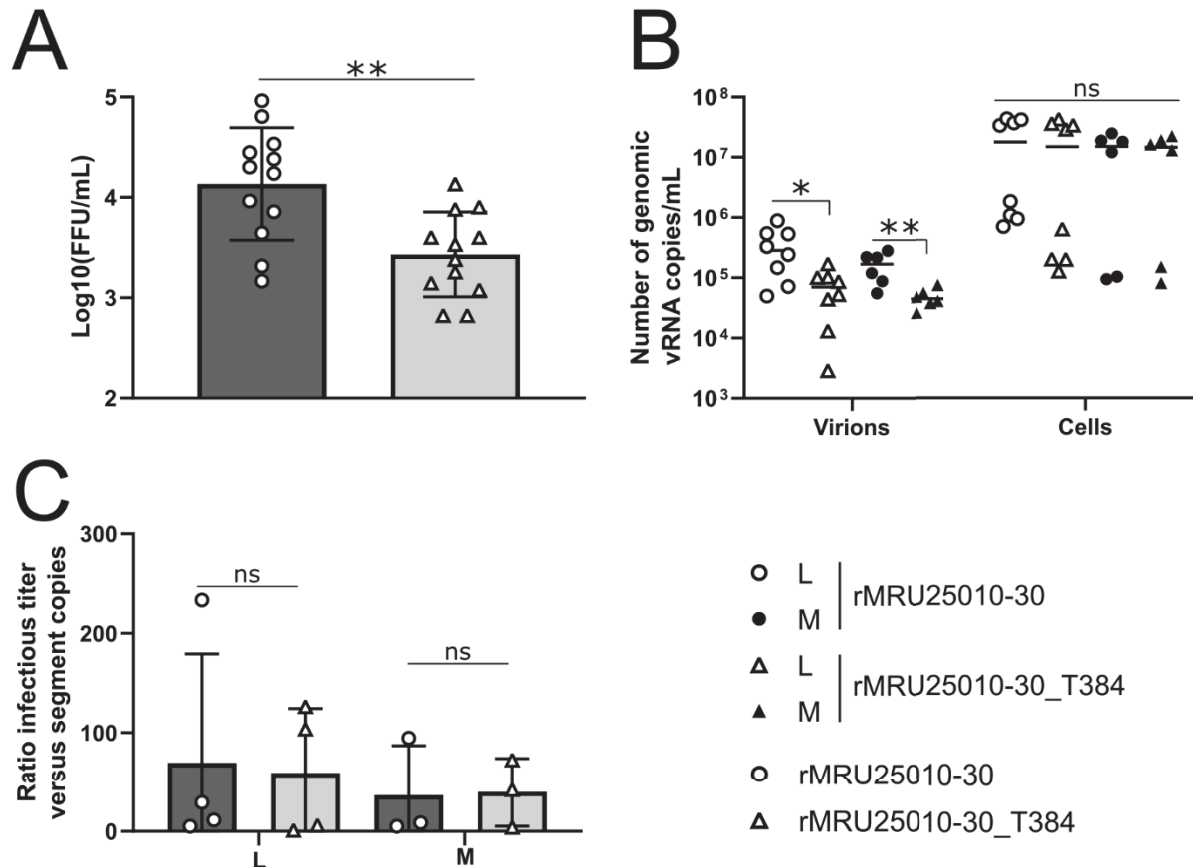 A
**
5
4
3
2
Log10(FFU/mL)
B
ns
*
**
10⁸
10⁷
10⁶
10⁵
10⁴
10³
Number of genomic
vRNA copies/mL
Virions
Cells
C
300
200
100
0
Ratio infectious titer
versus segment copies
ns
ns
L
M
L
M
rMRU25010-30
L
M
rMRU25010-30_T384
rMRU25010-30
rMRU25010-30_T384